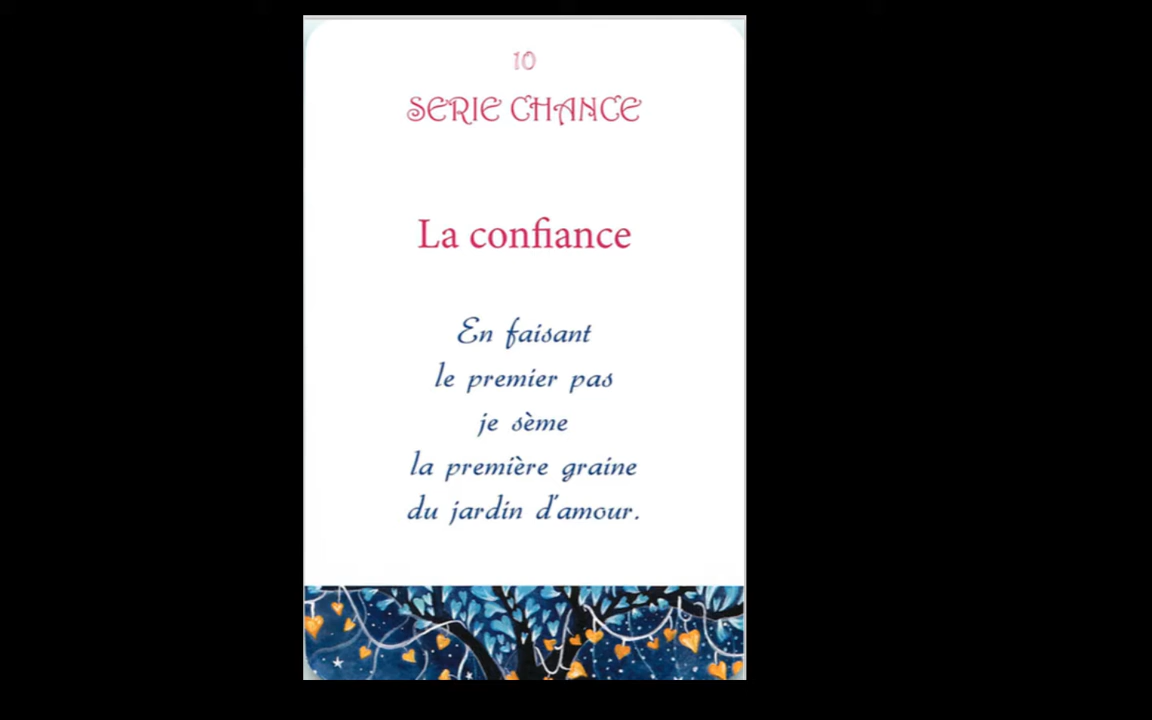 10
SERIE CHANCE
La confiance
En faisant
le premier pas
je sème
la première graine
du jardin d'amour.